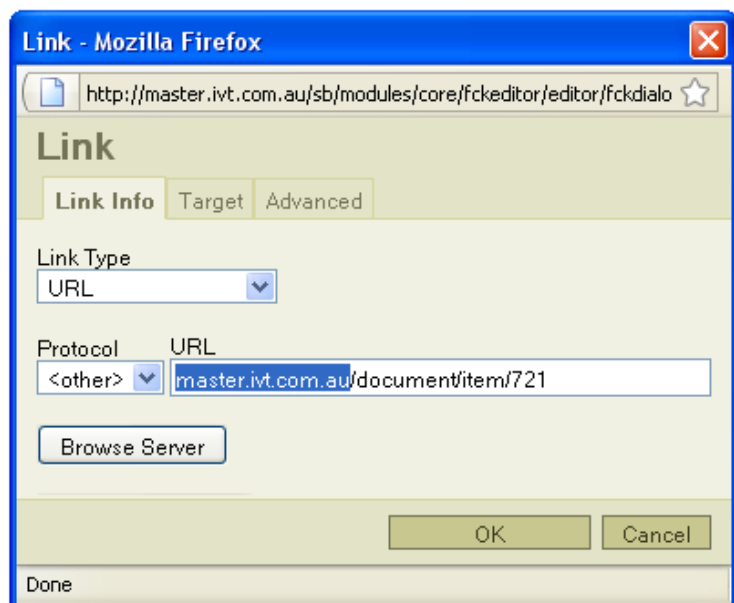 Link - Mozilla Firefox
http://master.ivt.com.au/sb/modules/core/fckeditor/editor/fckdialo
Link
Link Info Target Advanced
Link Type
URL
Protocol URL
<other> master.ivt.com.au/document/item/721
Browse Server
OK Cancel
Done